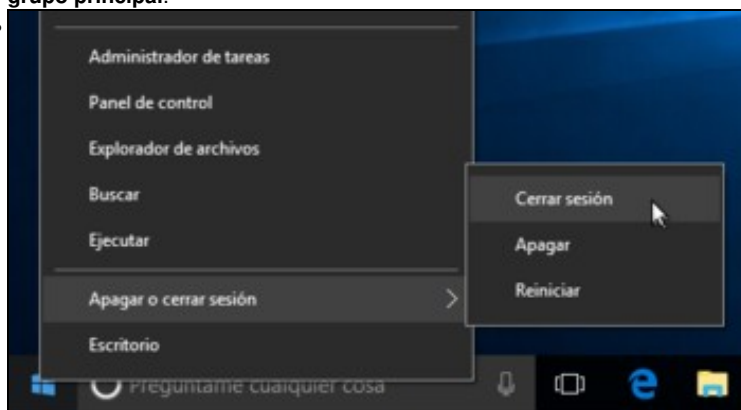 grupo principal.
Administrador de tareas
Panel de control
Explorador de archivos
Buscar
Ejecutar
Apagar o cerrar sesión
Escritorio
Cerrar sesión
Apagar
Reiniciar
Pregúntame cualquier cosa